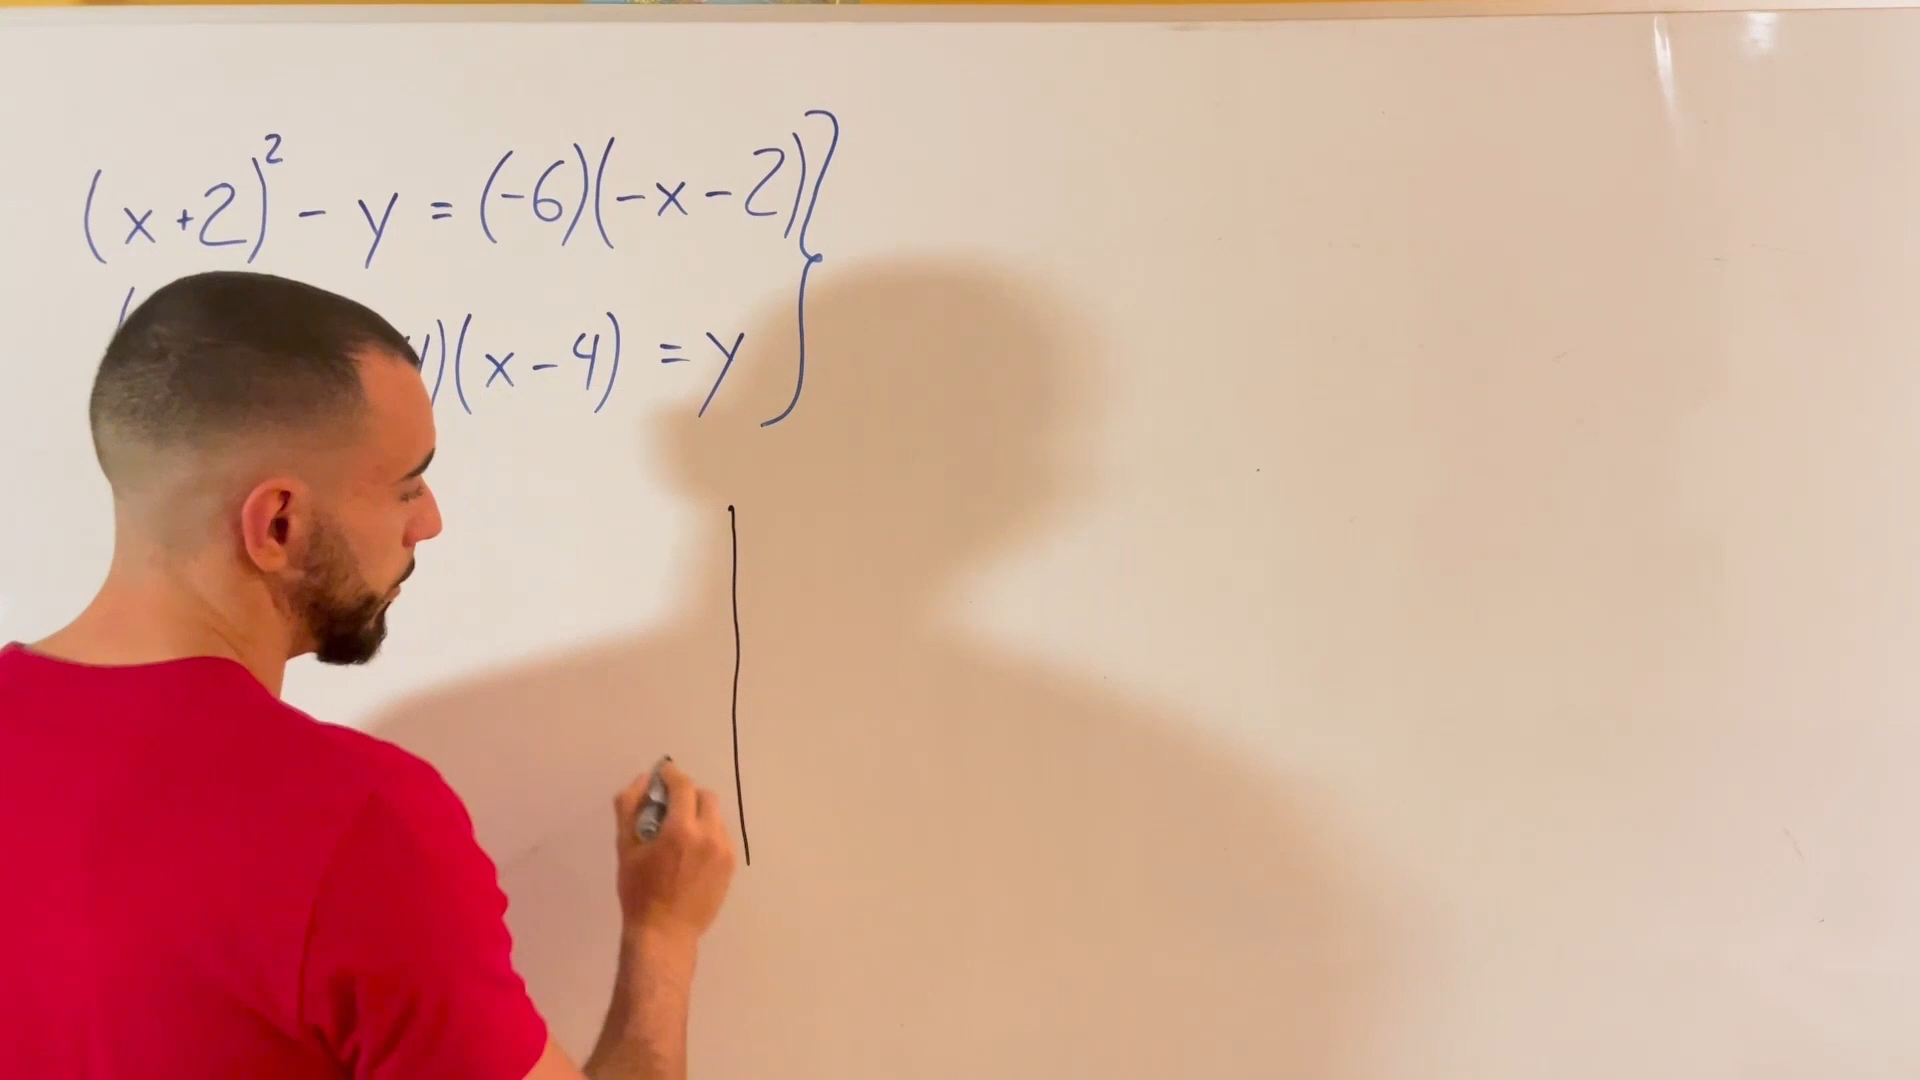 (x+2)² - y = (-6)(-x-2)}
)(x-4) = y